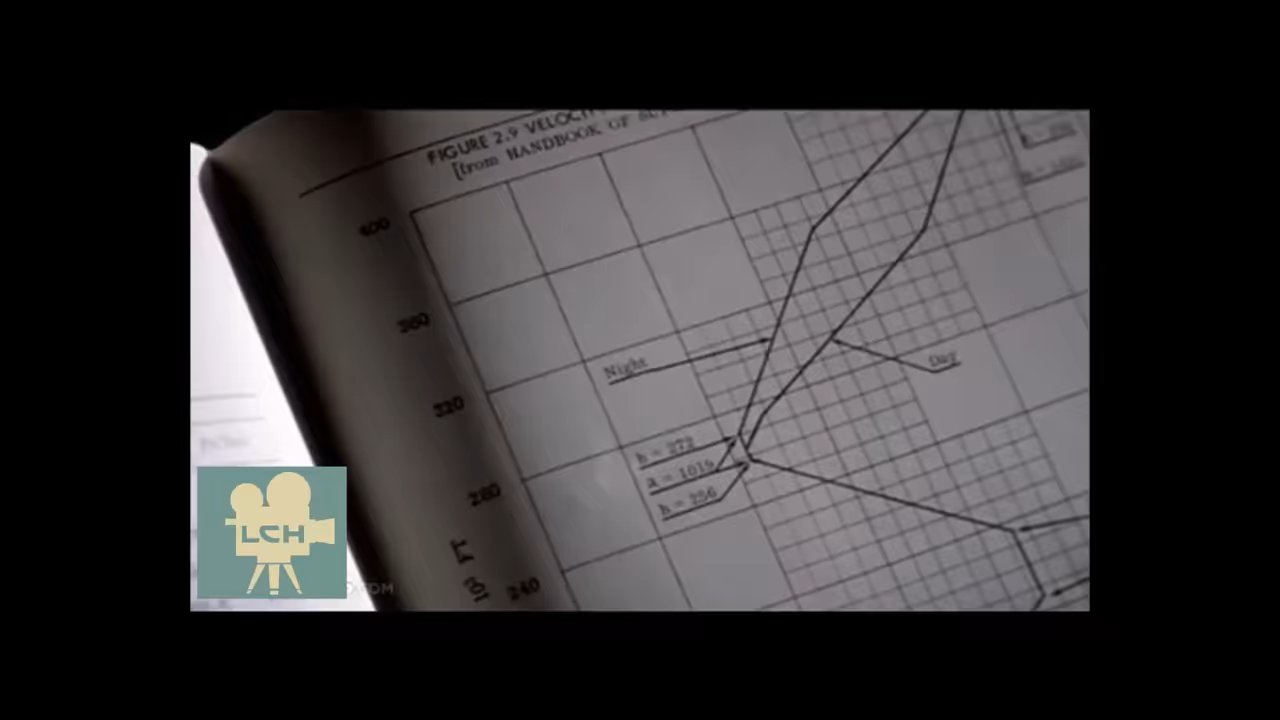 FIGURE 2.9 VELOCITY
[from HANDBOOK OF
400
360
320
280
240
10³ FT
Night
Day
h = 272
a = 1019
h = 256
LCH
.COM